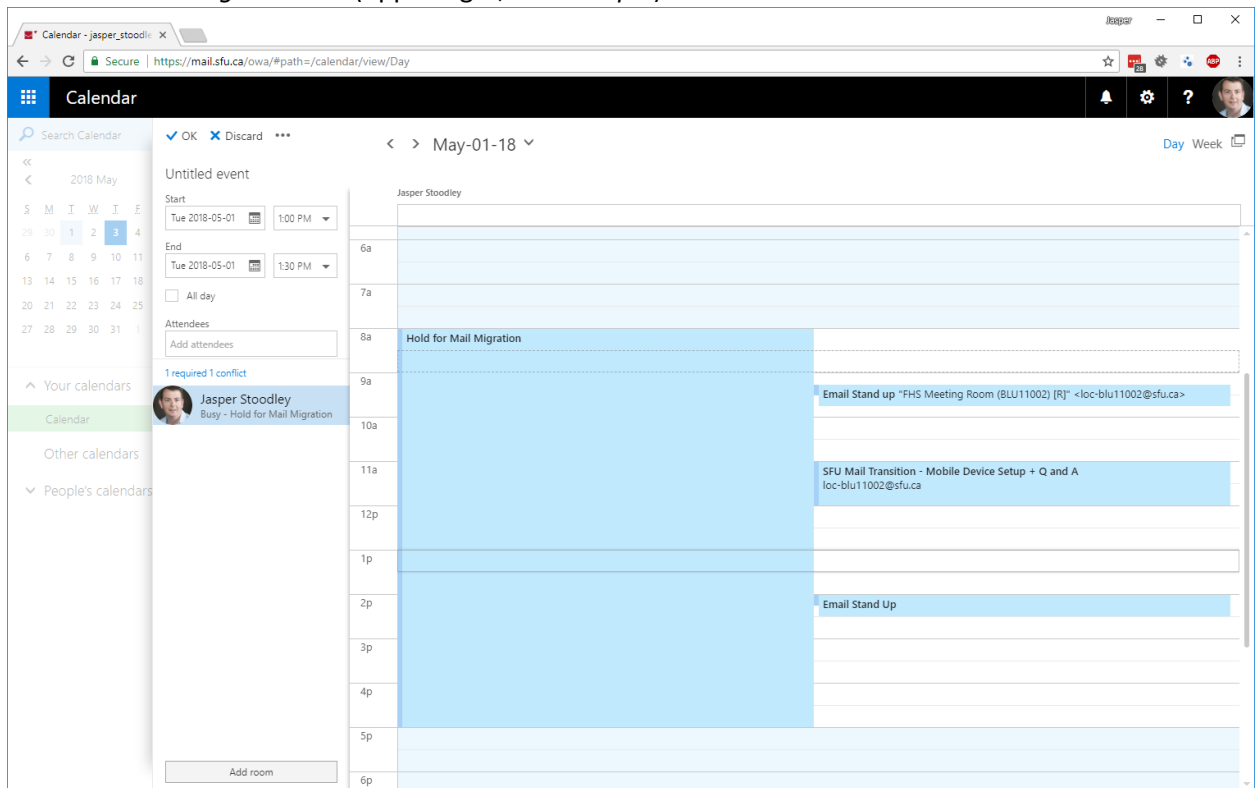 Calendar - jasper_stoodle
Jasper
Secure https://mail.sfu.ca/owa/#path=/calendar/view/Day
28
ABP
Calendar
?
Search Calendar
OK Discard •••
May-01-18
Day Week
2018 May
Untitled event
Start
Jasper Stoodley
S M T W T F
Tue 2018-05-01 1:00 PM
29 30 1 2 3 4
End
6a
6 7 8 9 10 11
Tue 2018-05-01 1:30 PM
13 14 15 16 17 18
All day
7a
20 21 22 23 24 25
27 28 29 30 31 1
Attendees
Add attendees
8a
Hold for Mail Migration
1 required 1 conflict
9a
Your calendars
Jasper Stoodley
Busy - Hold for Mail Migration
Email Stand up "FHS Meeting Room (BLU11002) [R]" <loc-blu11002@sfu.ca>
Calendar
10a
Other calendars
11a
SFU Mail Transition - Mobile Device Setup + Q and A
loc-blu11002@sfu.ca
People's calendars
12p
1p
2p
Email Stand Up
3p
4p
5p
Add room
6p